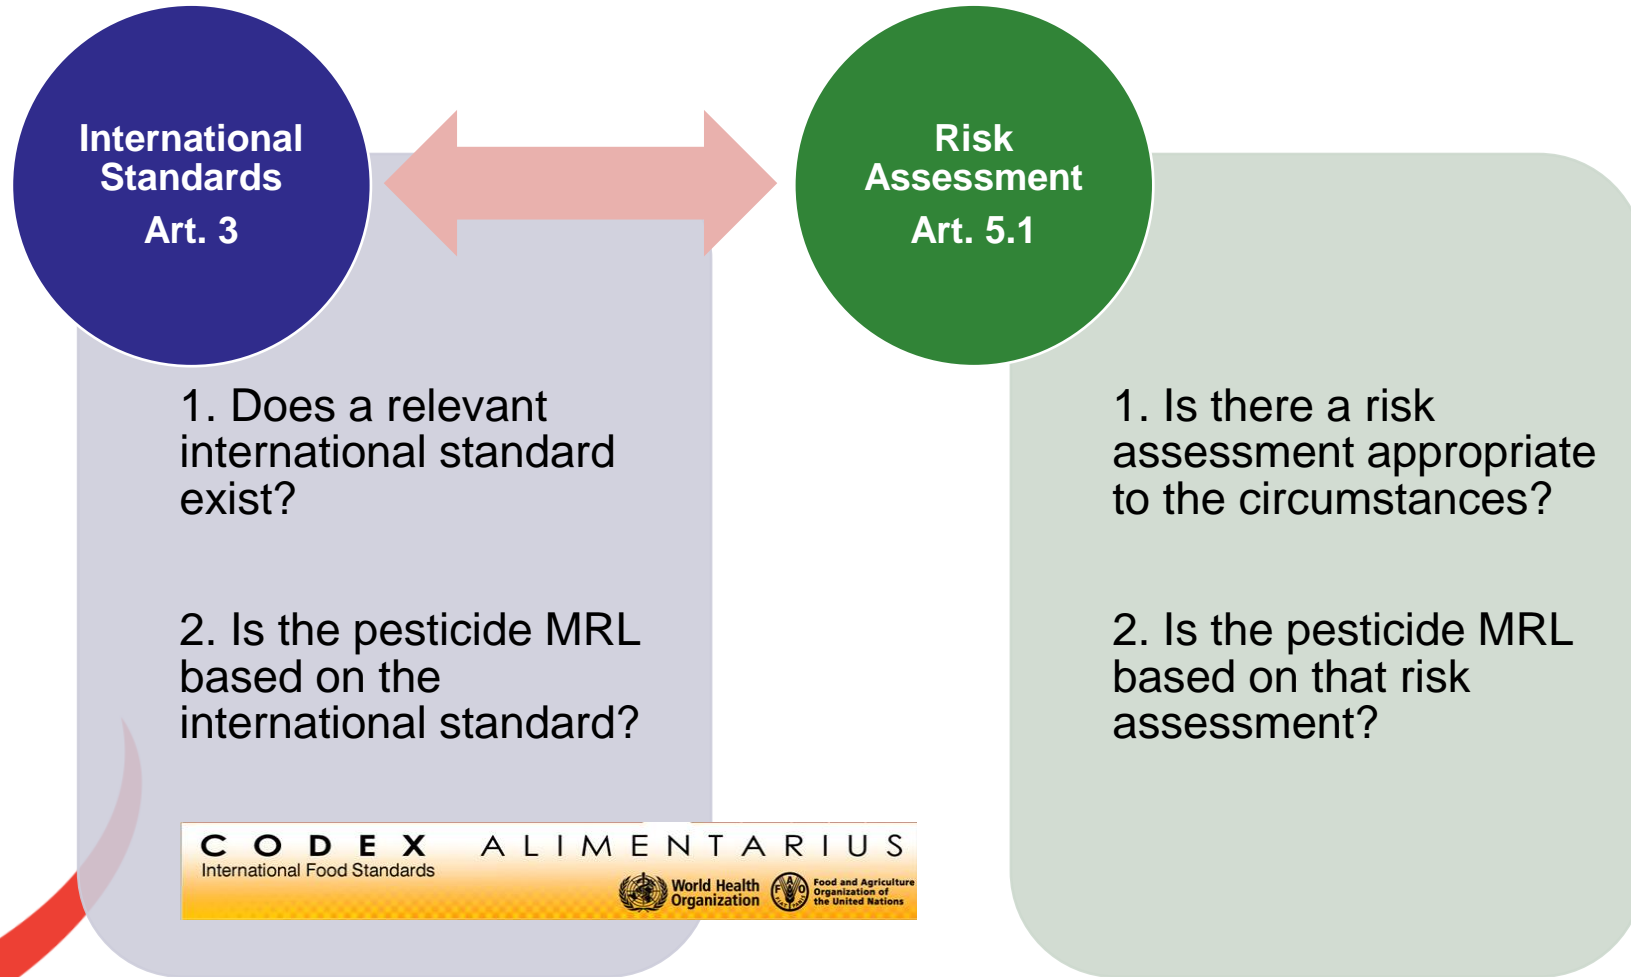 International
Standards
Art. 3
Risk
Assessment
Art. 5.1
1. Does a relevant
international standard
exist?
2. Is the pesticide MRL
based on the
international standard?
1. Is there a risk
assessment appropriate
to the circumstances?
2. Is the pesticide MRL
based on that risk
assessment?
CODEX ALIMENTARIUS
International Food Standards
World Health
Organization
FAO
FIAT PANIS
Food and Agriculture
Organization of
the United Nations